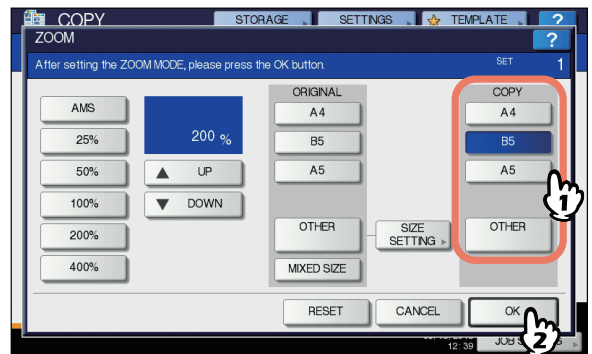 COPY STORAGE SETTINGS TEMPLATE ?
ZOOM ?
After setting the ZOOM MODE, please press the OK button. SET 1
AMS
25%
50%
100%
200%
400%
200 %
UP
DOWN
ORIGINAL
A4
B5
A5
OTHER
MIXED SIZE
SIZE
SETTING
COPY
A4
B5
A5
OTHER
1
RESET CANCEL OK
2
12:39